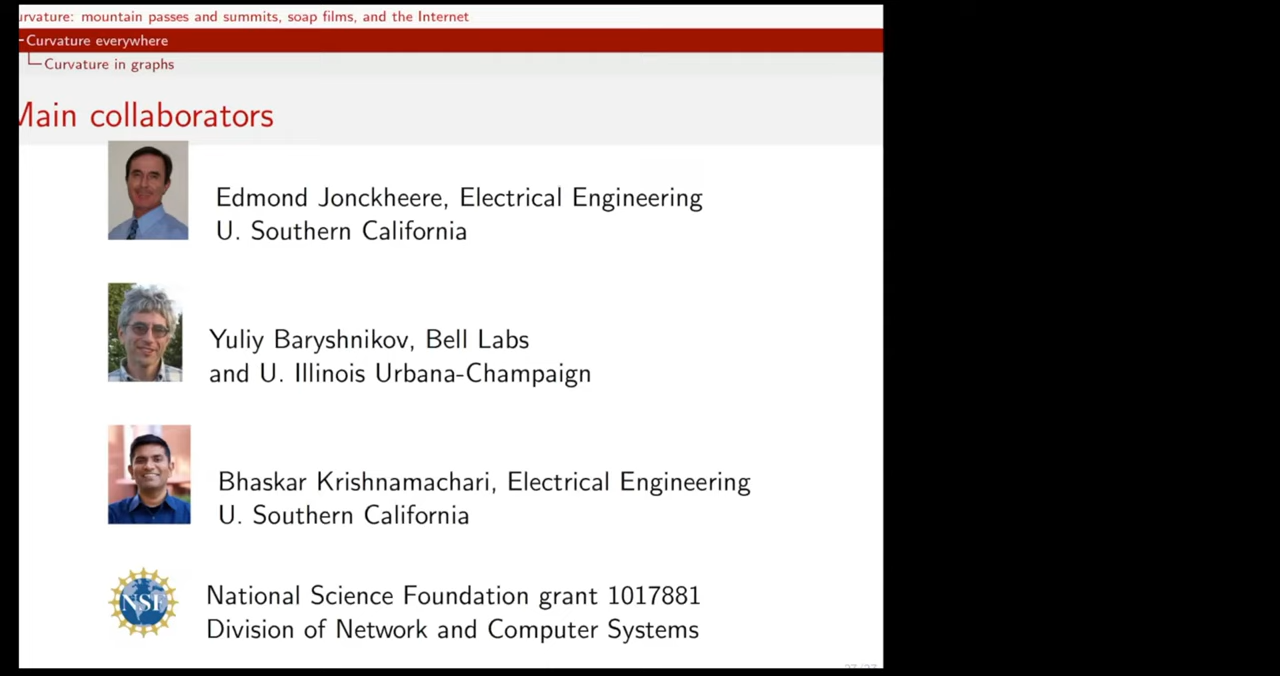 urvature: mountain passes and summits, soap films, and the Internet
Curvature everywhere
Curvature in graphs
Main collaborators
Edmond Jonckheere, Electrical Engineering
U. Southern California
Yuliy Baryshnikov, Bell Labs
and U. Illinois Urbana-Champaign
Bhaskar Krishnamachari, Electrical Engineering
U. Southern California
NSF
National Science Foundation grant 1017881
Division of Network and Computer Systems